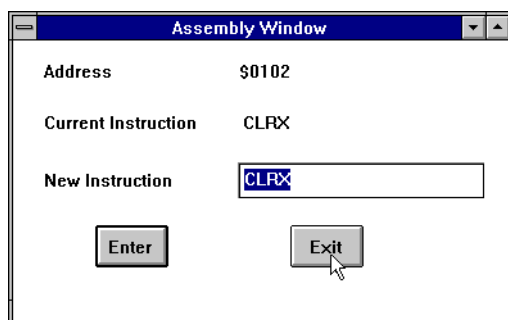 Assembly Window
Address $0102
Current Instruction CLRX
New Instruction CLRX
Enter Exit